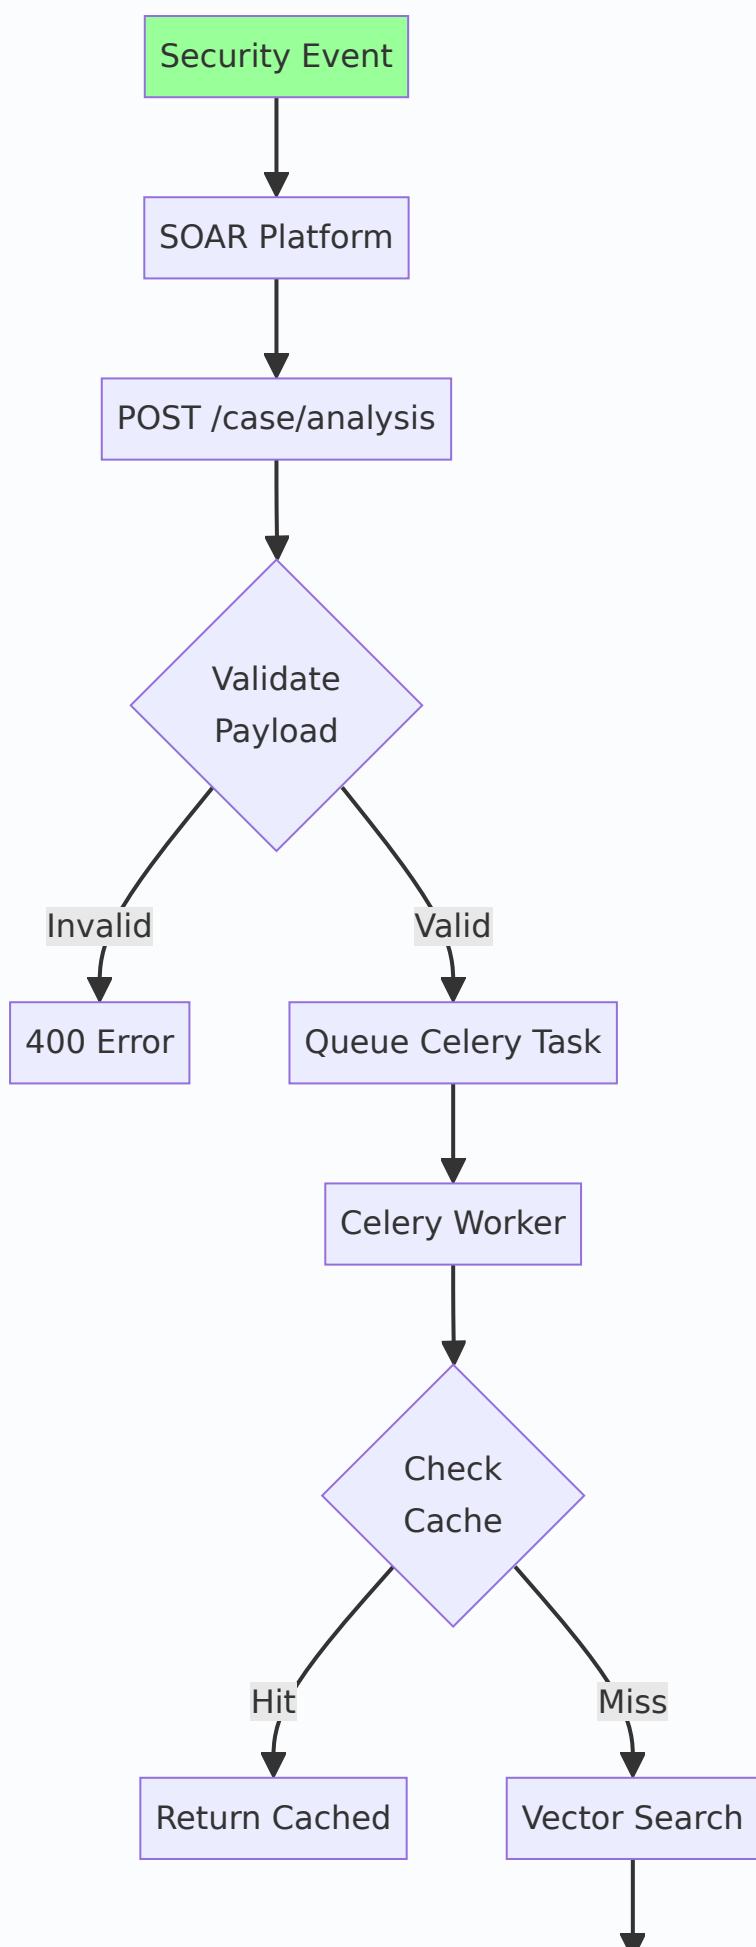 Security Event
SOAR Platform
POST /case/analysis
Validate
Payload
Invalid
Valid
400 Error
Queue Celery Task
Celery Worker
Check
Cache
Hit
Miss
Return Cached
Vector Search